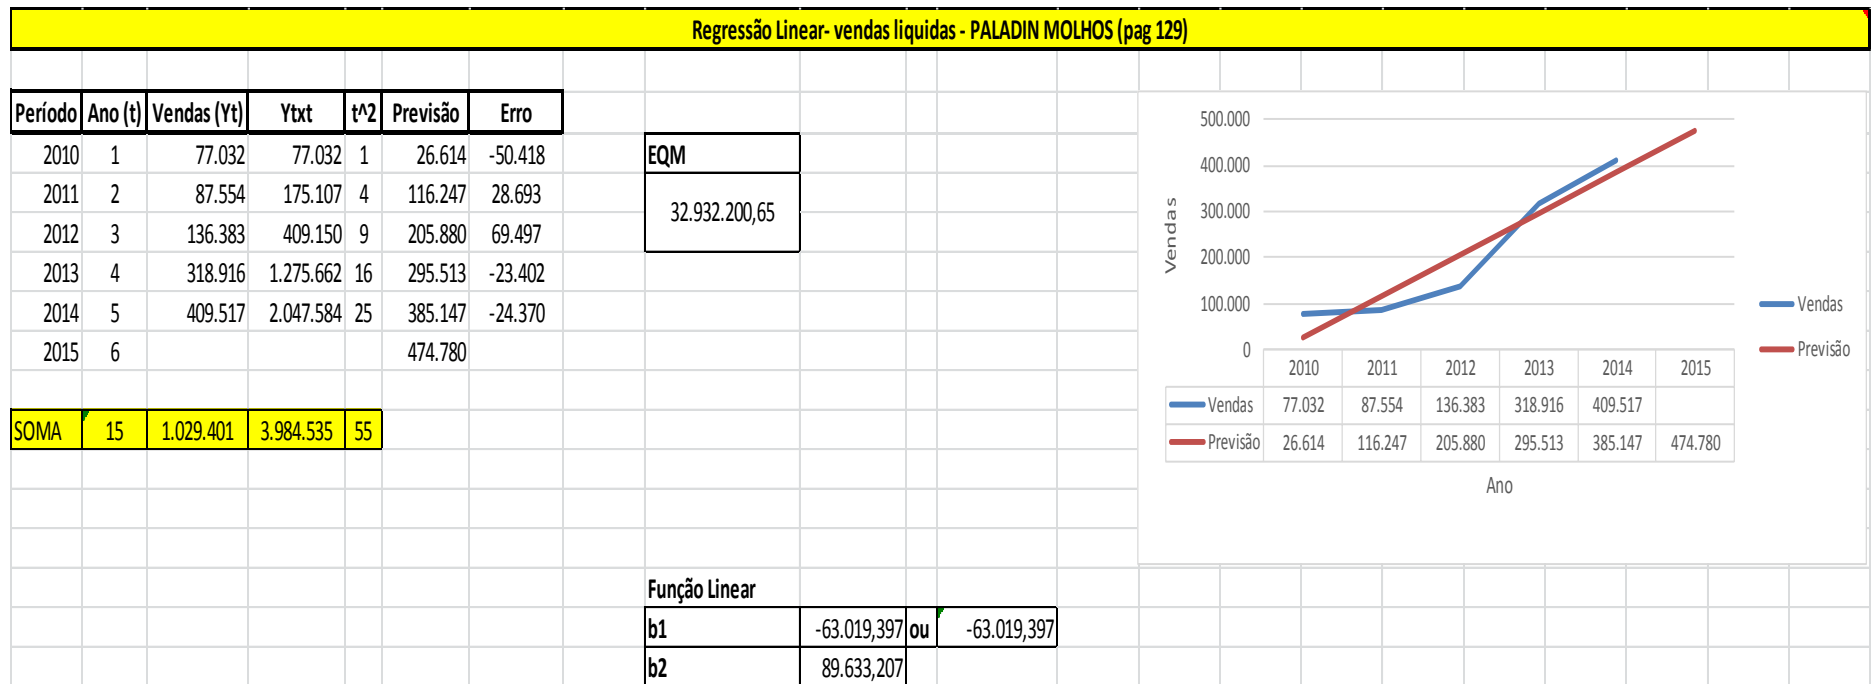 Regressão Linear- vendas liquidas - PALADIN MOLHOS (pag 129)
Período Ano (t) Vendas (Yt) Ytxt t^2 Previsão Erro
2010 1 77.032 77.032 1 26.614 -50.418
2011 2 87.554 175.107 4 116.247 28.693
2012 3 136.383 409.150 9 205.880 69.497
2013 4 318.916 1.275.662 16 295.513 -23.402
2014 5 409.517 2.047.584 25 385.147 -24.370
2015 6 474.780
SOMA 15 1.029.401 3.984.535 55
EQM
32.932.200,65
500.000
400.000
300.000
200.000
100.000
0
Vendas
2010 2011 2012 2013 2014 2015
Vendas 77.032 87.554 136.383 318.916 409.517
Previsão 26.614 116.247 205.880 295.513 385.147 474.780
Ano
Vendas
Previsão
Função Linear
b1 -63.019,397 ou -63.019,397
b2 89.633,207